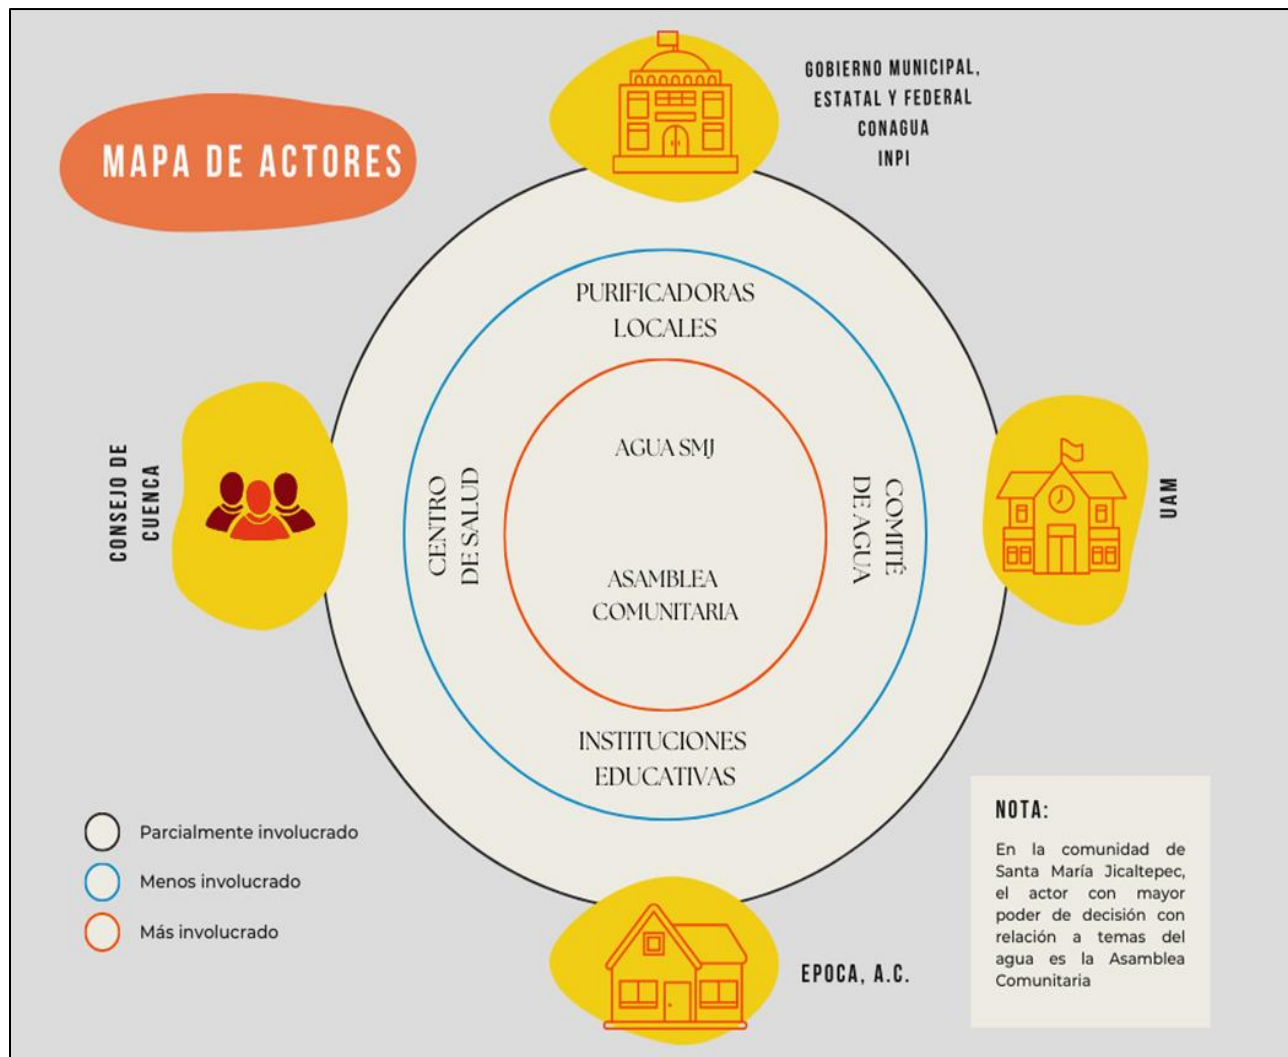 MAPA DE ACTORES
GOBIERNO MUNICIPAL,
ESTATAL Y FEDERAL
CONAGUA
INPI
PURIFICADORAS
LOCALES
AGUA SMJ
CONSEJO DE
CUENCA
CENTRO
DE SALUD
COMITÉ
DE AGUA
UAM
ASAMBLEA
COMUNITARIA
INSTITUCIONES
EDUCATIVAS
Parcialmente involucrado
Menos involucrado
Más involucrado
EPOCA, A.C.
NOTA:
En la comunidad de
Santa María Jicaltepec,
el actor con mayor
poder de decisión con
relación a temas del
agua es la Asamblea
Comunitaria